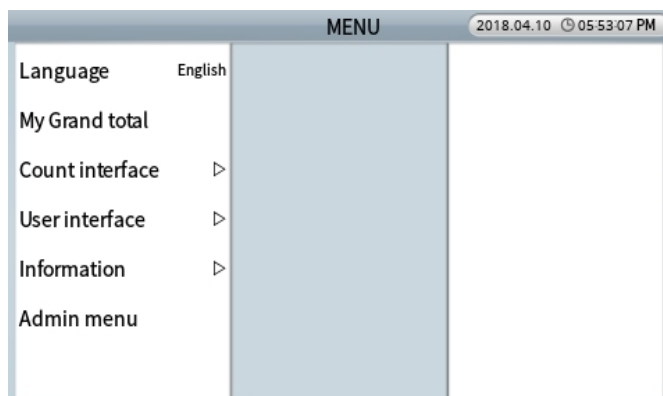 MENU 2018.04.10 05:53:07 PM
Language English
My Grand total
Count interface ▷
User interface ▷
Information ▷
Admin menu